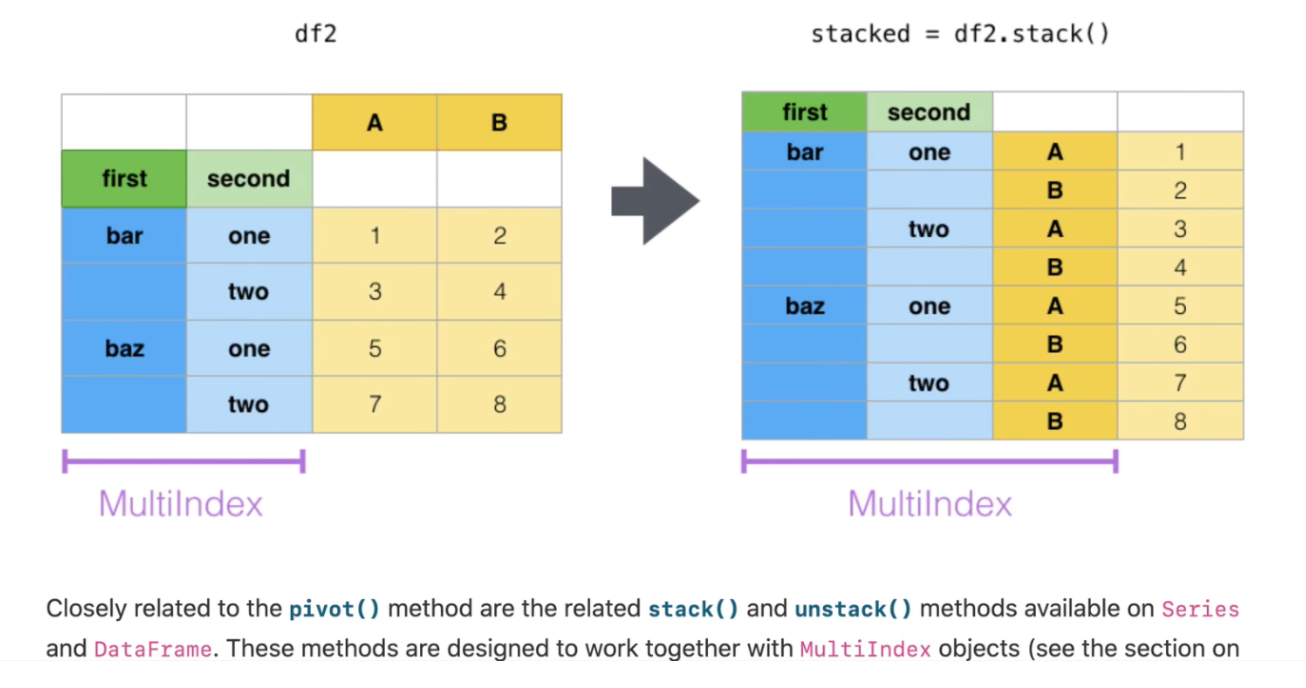 df2
A B
first second
bar one 1 2
two 3 4
baz one 5 6
two 7 8
MultiIndex
stacked = df2.stack()
first second
bar one A 1
B 2
two A 3
B 4
baz one A 5
B 6
two A 7
B 8
MultiIndex
Closely related to the pivot() method are the related stack() and unstack() methods available on Series
and DataFrame. These methods are designed to work together with MultiIndex objects (see the section on